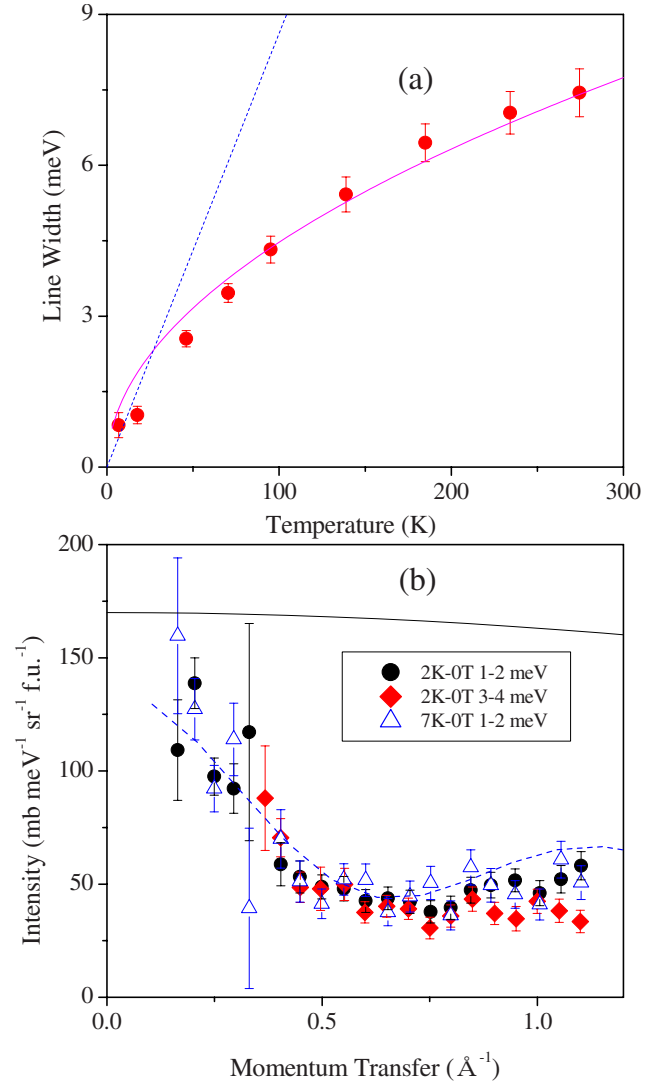 9
6
3
0
Line Width (meV)
(a)
0 100 200 300
Temperature (K)
200
150
100
50
0
Intensity (mb meV⁻¹ sr⁻¹ f.u.⁻¹)
(b)
2K-0T 1-2 meV
2K-0T 3-4 meV
7K-0T 1-2 meV
0.0 0.5 1.0
Momentum Transfer (Å⁻¹)